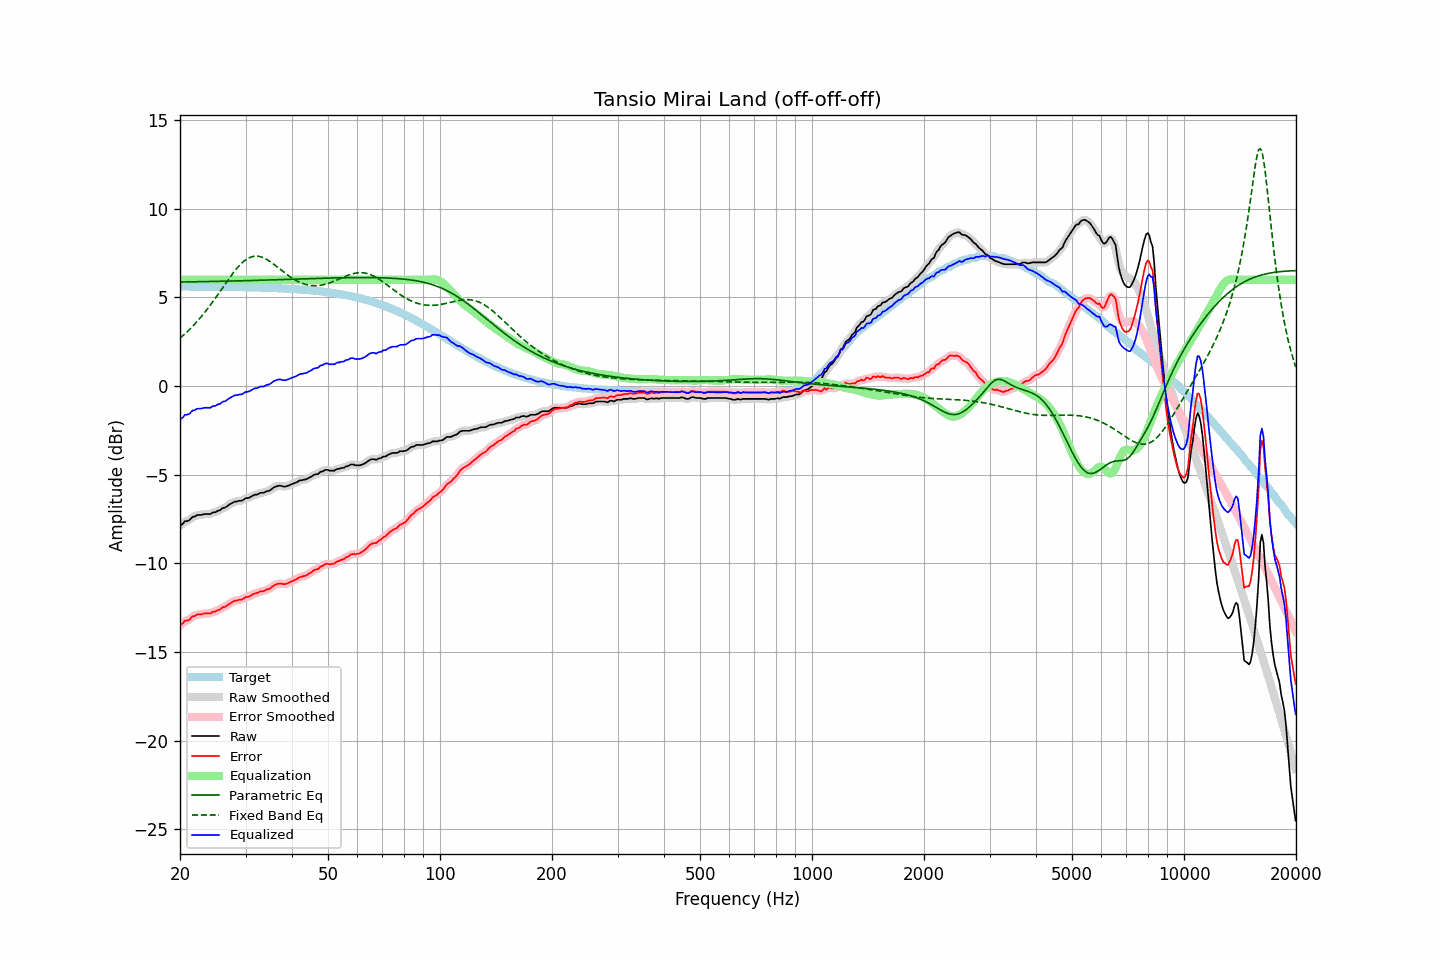 Tansio Mirai Land (off-off-off)
15
10
5
0
−5
−10
−15
−20
−25
Amplitude (dBr)
Target
Raw Smoothed
Error Smoothed
Raw
Error
Equalization
Parametric Eq
Fixed Band Eq
Equalized
20 50 100 200 500 1000 2000 5000 10000 20000
Frequency (Hz)